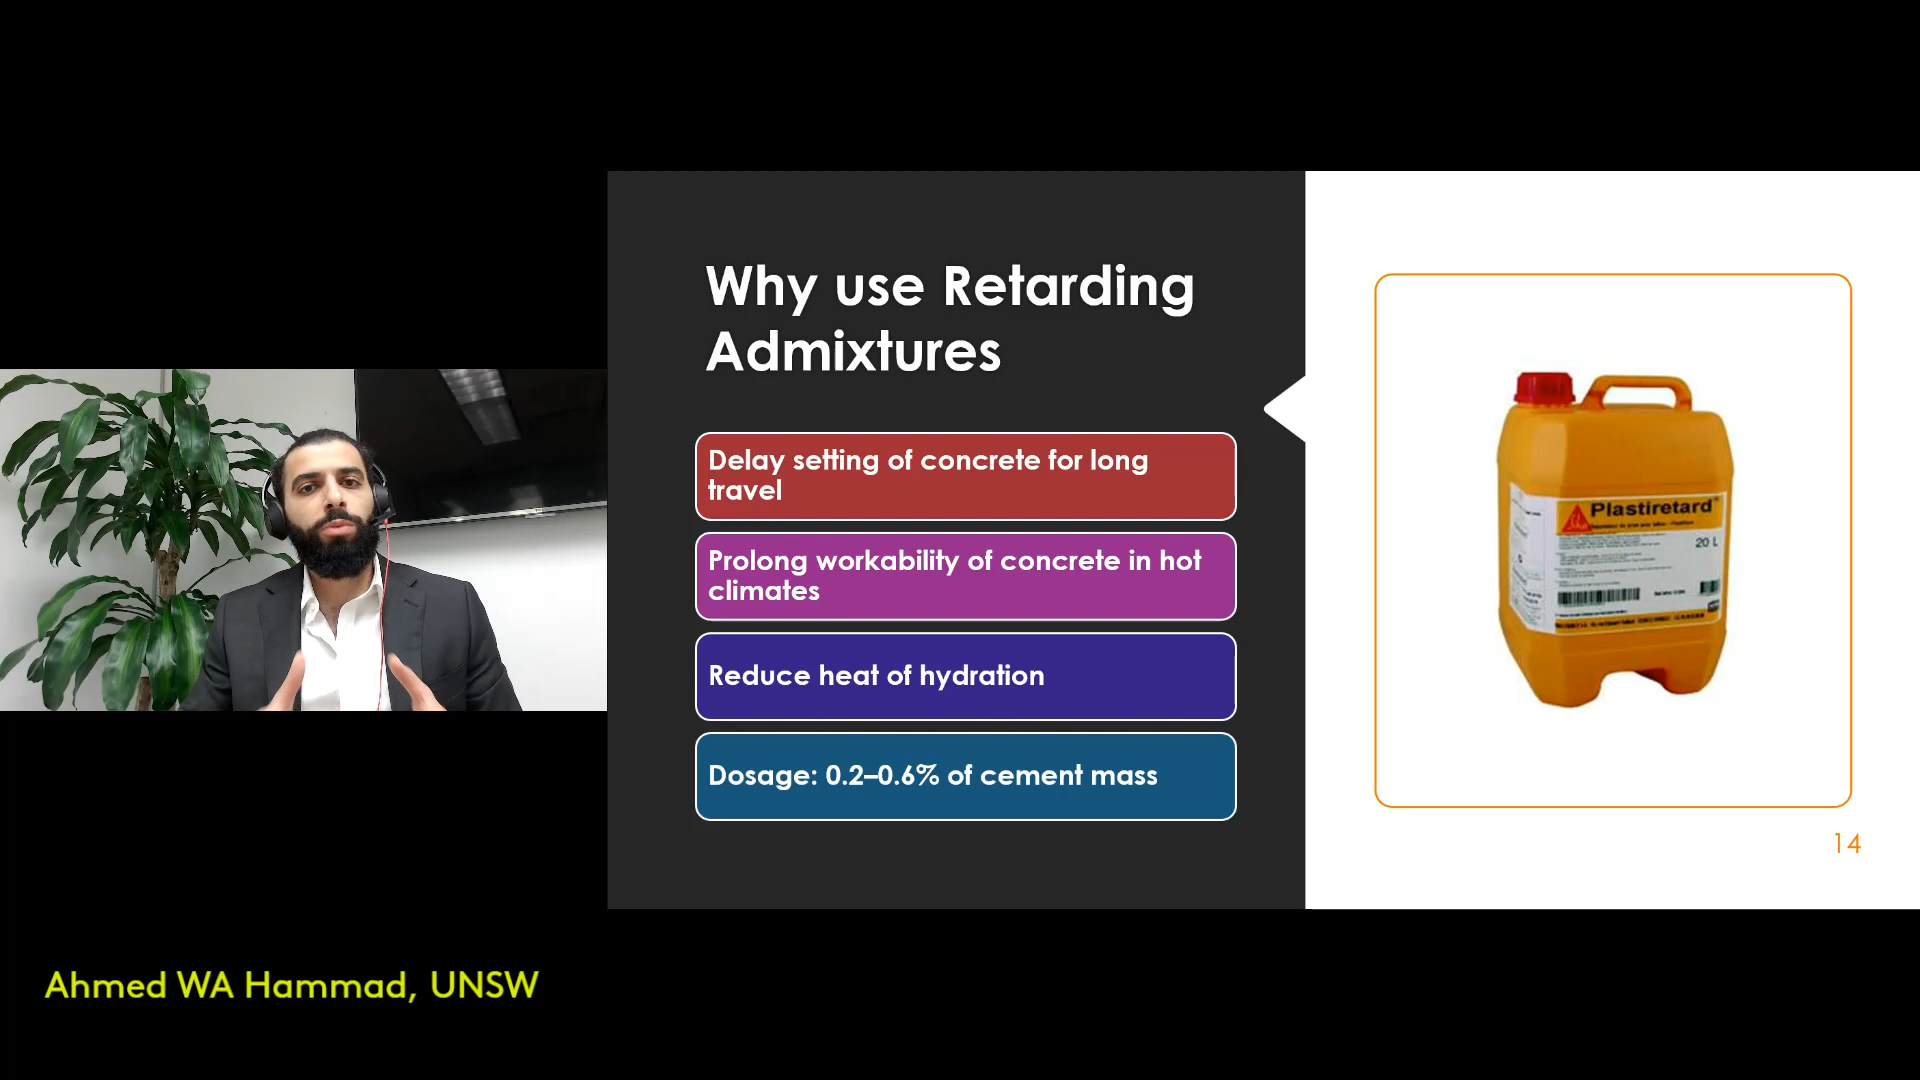 Why use Retarding
Admixtures
Delay setting of concrete for long
travel
Prolong workability of concrete in hot
climates
Reduce heat of hydration
Dosage: 0.2–0.6% of cement mass
Plastiretard
20 L
14
Ahmed WA Hammad, UNSW